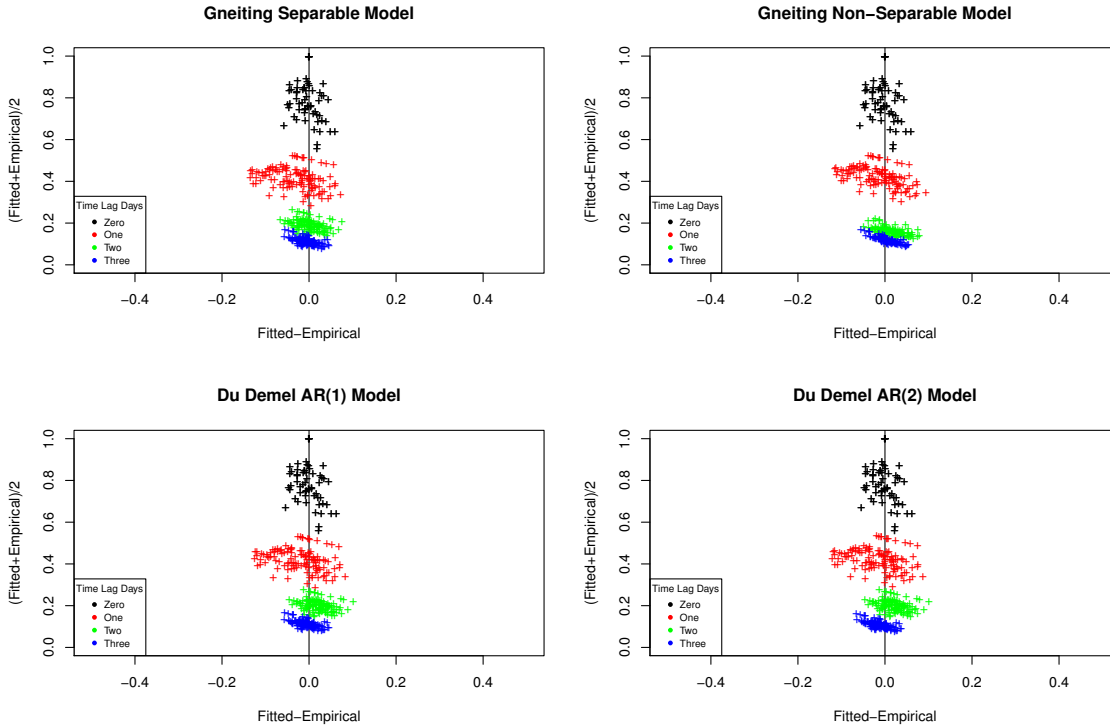 Gneiting Separable Model
(Fitted+Empirical)/2
1.0
0.8
0.6
0.4
0.2
0.0
Time Lag Days
Zero
One
Two
Three
−0.4
−0.2
0.0
0.2
0.4
Fitted−Empirical
Gneiting Non−Separable Model
(Fitted+Empirical)/2
1.0
0.8
0.6
0.4
0.2
0.0
Time Lag Days
Zero
One
Two
Three
−0.4
−0.2
0.0
0.2
0.4
Fitted−Empirical
Du Demel AR(1) Model
(Fitted+Empirical)/2
1.0
0.8
0.6
0.4
0.2
0.0
Time Lag Days
Zero
One
Two
Three
−0.4
−0.2
0.0
0.2
0.4
Fitted−Empirical
Du Demel AR(2) Model
(Fitted+Empirical)/2
1.0
0.8
0.6
0.4
0.2
0.0
Time Lag Days
Zero
One
Two
Three
−0.4
−0.2
0.0
0.2
0.4
Fitted−Empirical